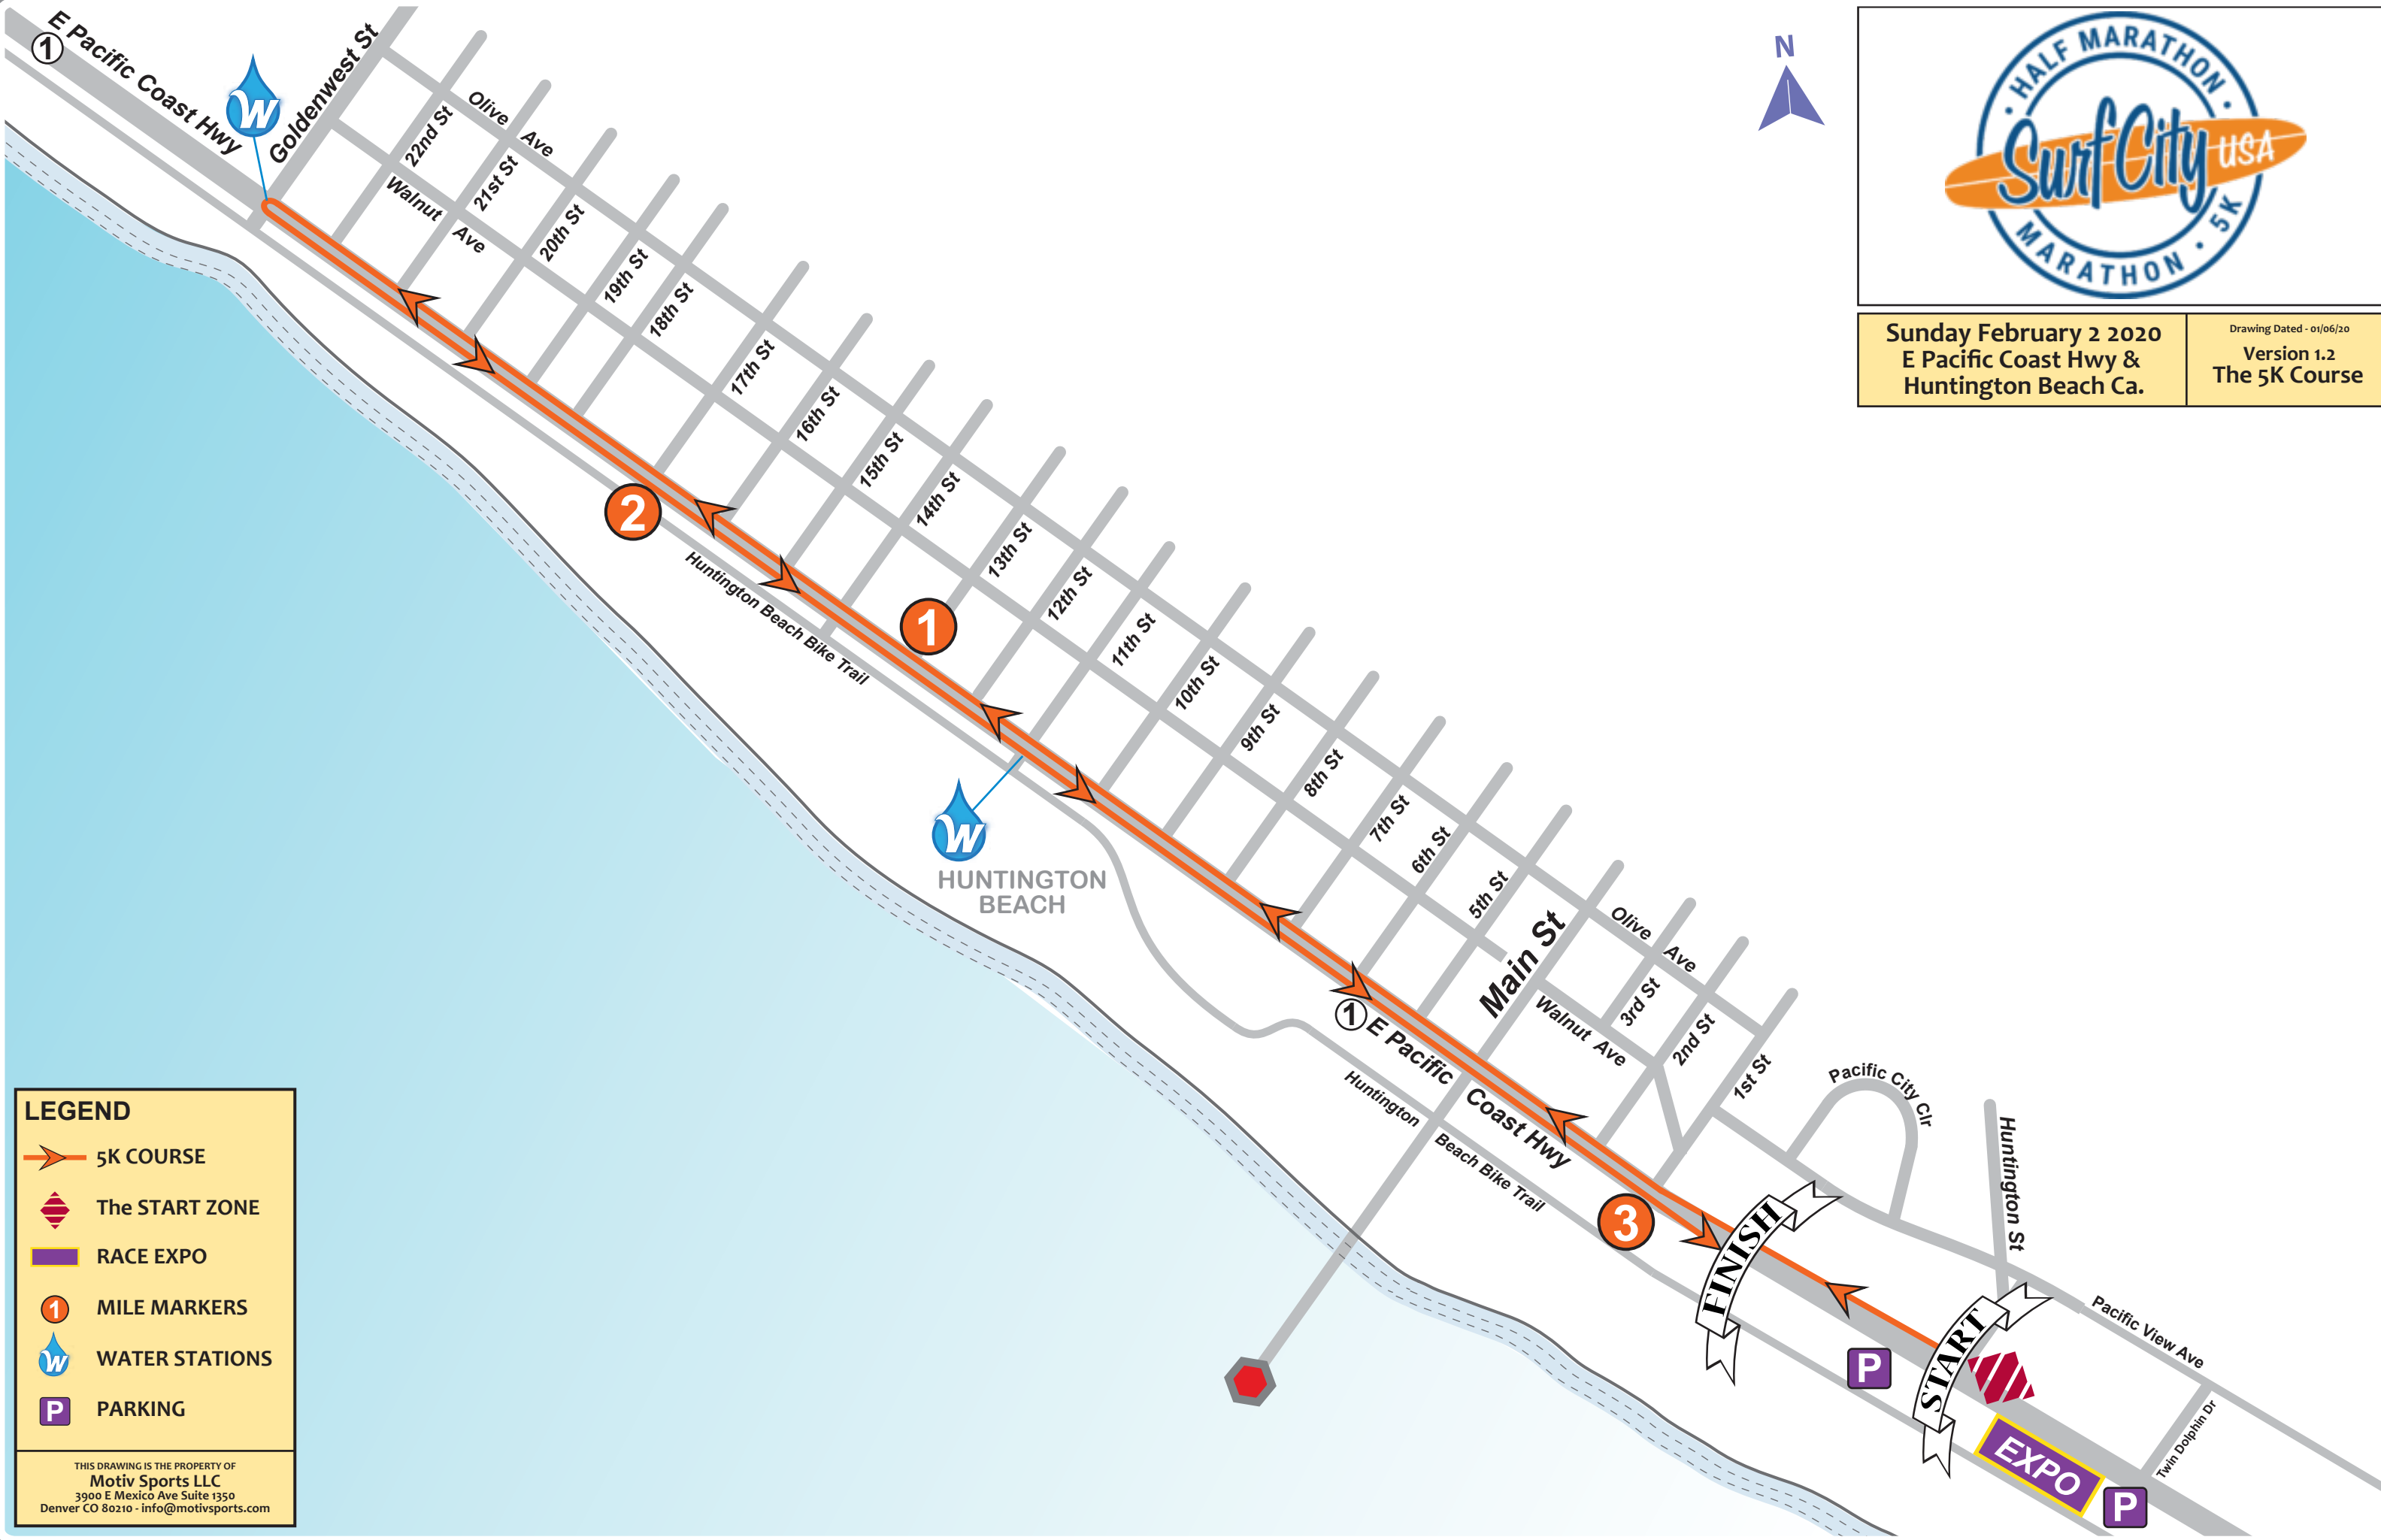 E Pacific Coast Hwy
1
W
Goldenwest St
22nd St
Olive Ave
21st St
Walnut Ave
20th St
19th St
18th St
17th St
16th St
15th St
14th St
13th St
12th St
11th St
10th St
9th St
8th St
7th St
6th St
5th St
Main St
Olive Ave
Walnut Ave
3rd St
2nd St
1st St
Pacific City Clr
Huntington St
Pacific View Ave
Twin Dolphin Dr
2
1
Huntington Beach Bike Trail
W
HUNTINGTON
BEACH
1
E Pacific Coast Hwy
Huntington Beach Bike Trail
3
FINISH
START
P
EXPO
P
N
HALF MARATHON
Surf City USA
MARATHON • 5K
Sunday February 2 2020
E Pacific Coast Hwy &
Huntington Beach Ca.
Drawing Dated - 01/06/20
Version 1.2
The 5K Course
LEGEND
5K COURSE
The START ZONE
RACE EXPO
1 MILE MARKERS
W WATER STATIONS
P PARKING
THIS DRAWING IS THE PROPERTY OF
Motiv Sports LLC
3900 E Mexico Ave Suite 1350
Denver CO 80210 - info@motivsports.com